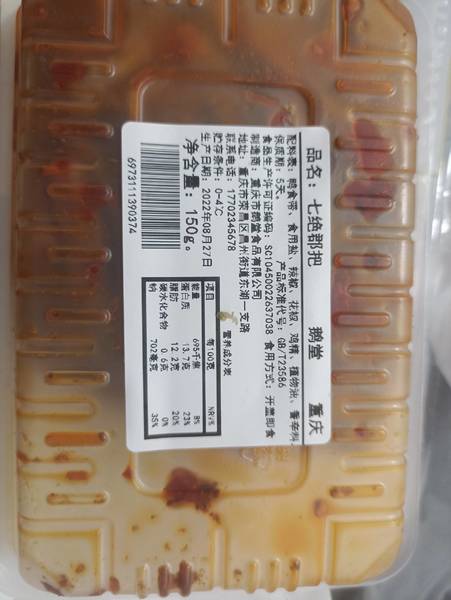 品名：七绝郡把 鹅堂 重庆
配料表：鸭食带、食用盐、辣椒、花椒、鸡精、植物油、香辛料
保质期：5天。 产品标准代号：GB/T23586
食品生产许可证编码：SC10450022637038 食用方式：开盖即食
制造商：重庆市鹅堂食品有限公司
地址：重庆市荣昌区昌州街道东湖一支路
联系电话：17702345678
贮存条件：0-4℃
生产日期：2022年08月27日
净含量：150g。
6973111390374
营养成分表
项目 每100克 NRV%
能量 695千焦 8%
蛋白质 13.7克 23%
脂肪 12.2克 20%
碳水化合物 0.6克 0%
钠 702毫克 35%